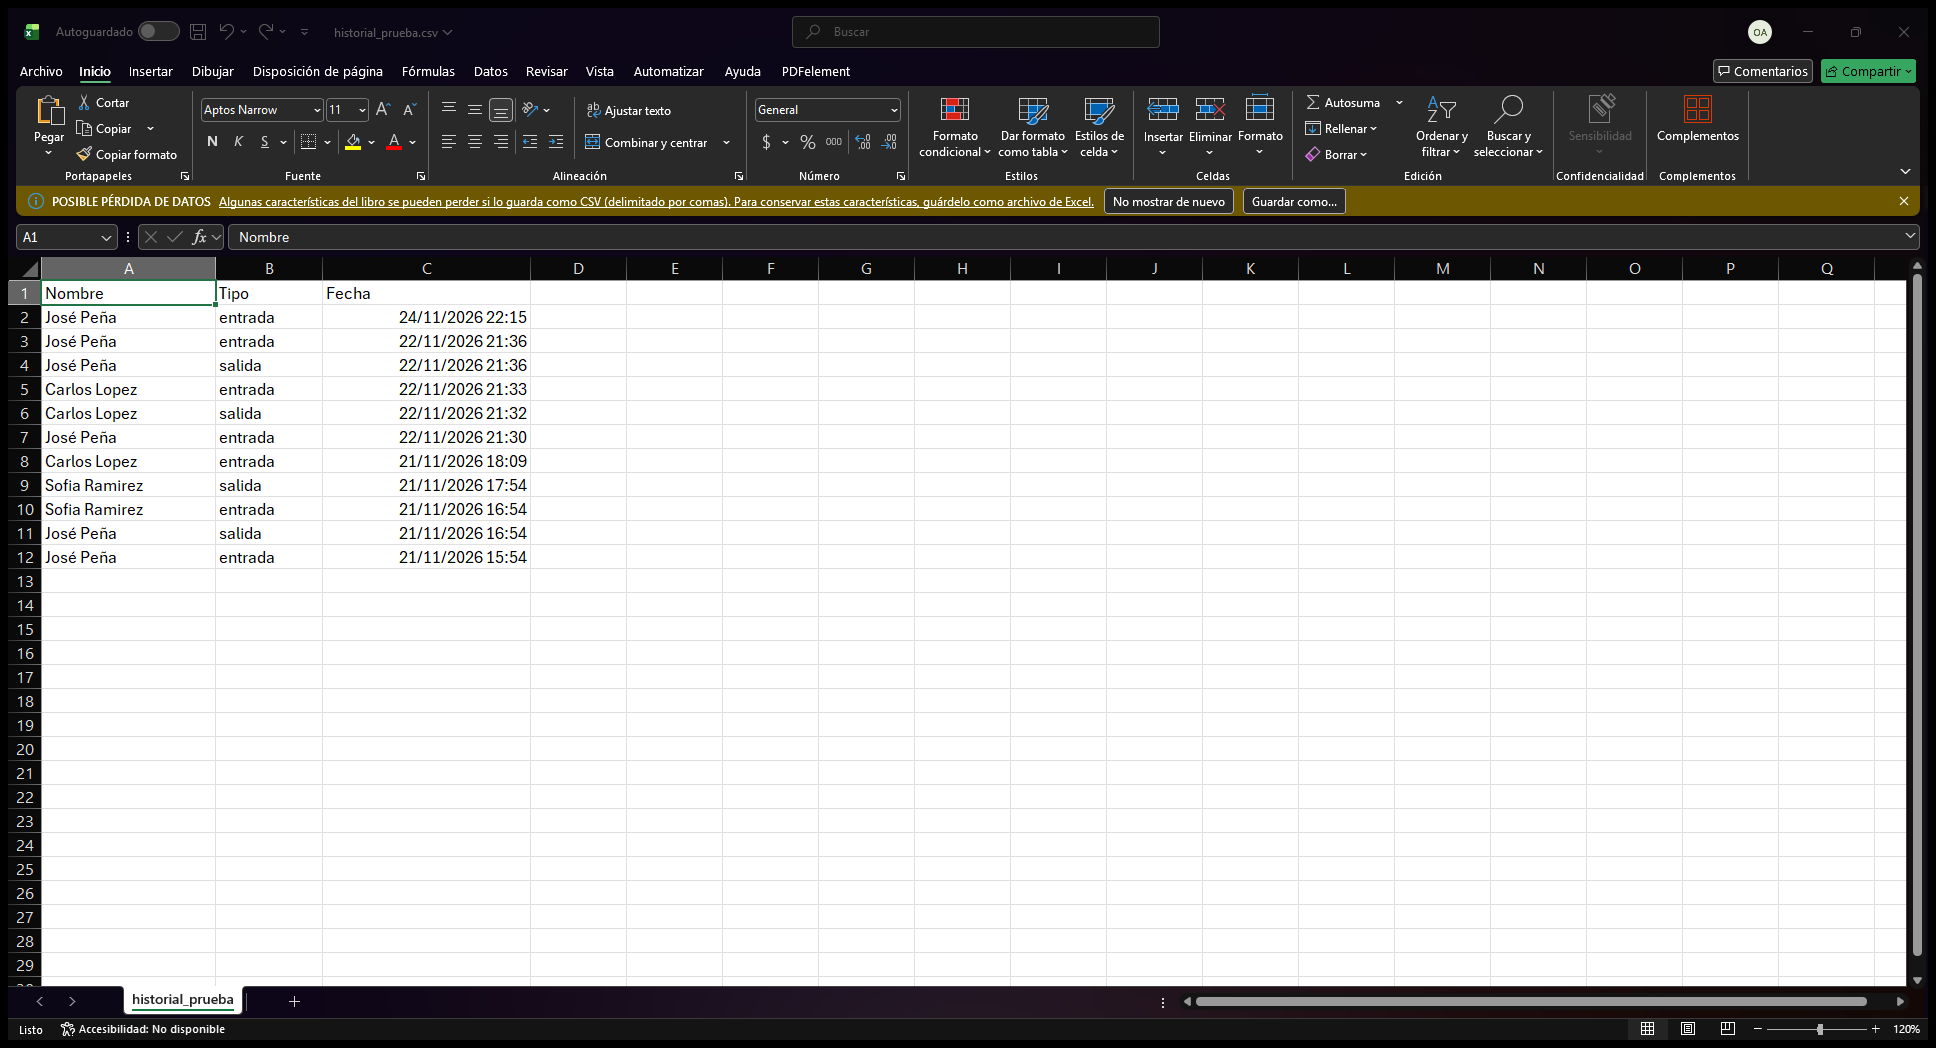 Autoguardado
historial_prueba.csv
Buscar
OA
Archivo Inicio Insertar Dibujar Disposición de página Fórmulas Datos Revisar Vista Automatizar Ayuda PDFelement
Comentarios Compartir
Pegar
Cortar
Copiar
Copiar formato
Portapapeles
Aptos Narrow 11
N K S
Fuente
Ajustar texto
Combinar y centrar
Alineación
General
$ % 000
Número
Formato condicional
Dar formato como tabla
Estilos de celda
Estilos
Insertar Eliminar Formato
Celdas
Autosuma
Rellenar
Borrar
Ordenar y filtrar
Buscar y seleccionar
Edición
Sensibilidad
Confidencialidad
Complementos
Complementos
POSIBLE PÉRDIDA DE DATOS Algunas características del libro se pueden perder si lo guarda como CSV (delimitado por comas). Para conservar estas características, guárdelo como archivo de Excel. No mostrar de nuevo Guardar como...
A1 fx Nombre
A B C D E F G H I J K L M N O P Q
1 Nombre Tipo Fecha
2 José Peña entrada 24/11/2026 22:15
3 José Peña entrada 22/11/2026 21:36
4 José Peña salida 22/11/2026 21:36
5 Carlos Lopez entrada 22/11/2026 21:33
6 Carlos Lopez salida 22/11/2026 21:32
7 José Peña entrada 22/11/2026 21:30
8 Carlos Lopez entrada 21/11/2026 18:09
9 Sofia Ramirez salida 21/11/2026 17:54
10 Sofia Ramirez entrada 21/11/2026 16:54
11 José Peña salida 21/11/2026 16:54
12 José Peña entrada 21/11/2026 15:54
13
14
15
16
17
18
19
20
21
22
23
24
25
26
27
28
29
historial_prueba
Listo Accesibilidad: No disponible 120%